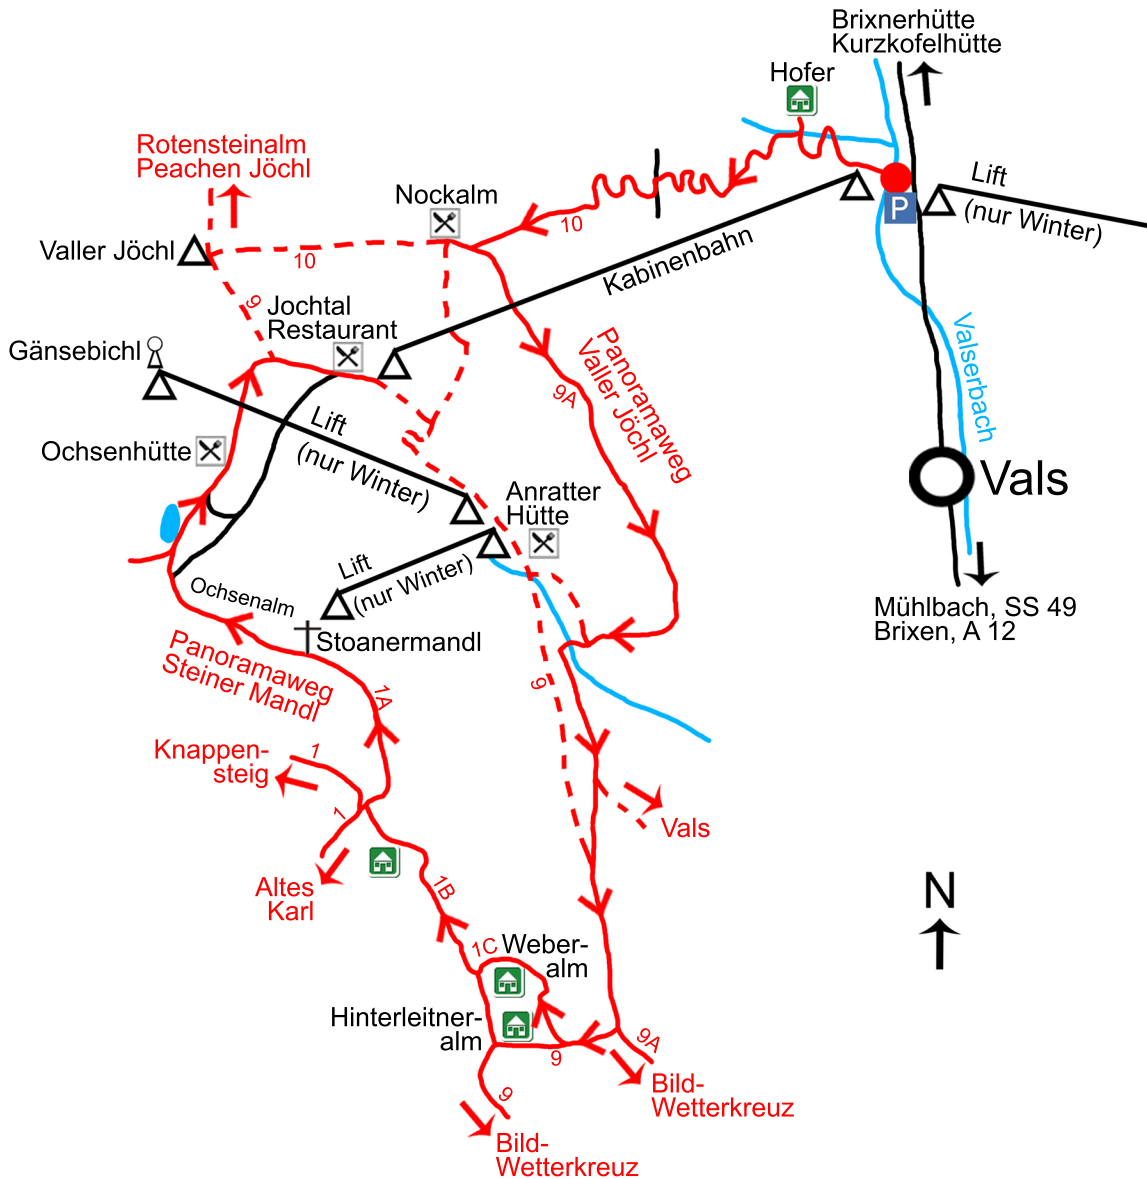 Brixnerhütte
Kurzkofelhütte
Hofer
Rotensteinalm
Peachen Jöchl
Nockalm
Lift
(nur Winter)
P
10
Valler Jöchl
10
Kabinenbahn
9
Jochtal
Restaurant
Gänsebichl
Panoramaweg
Valler Jöchl
9A
Valserbach
Lift
(nur Winter)
Ochsenhütte
Vals
Anratter
Hütte
Lift
(nur Winter)
Ochsenalm
Mühlbach, SS 49
Brixen, A 12
Stoanermandl
Panoramaweg
Steiner Mandl
9
1A
Knappen-
steig
1
1
Vals
Altes
Karl
1B
N
1C
Weber-
alm
Hinterleitner-
alm
9
9A
Bild-
Wetterkreuz
9
Bild-
Wetterkreuz